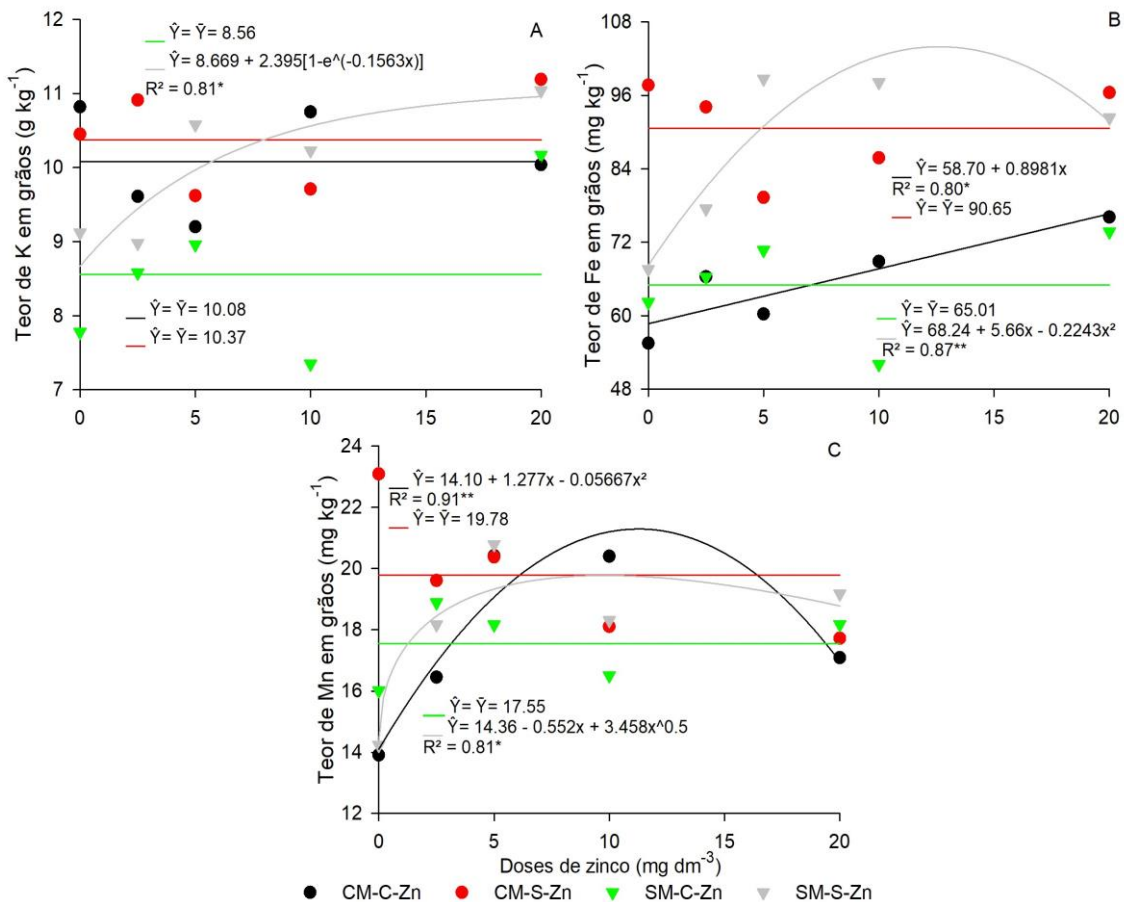 A
Ŷ= Ȳ= 8.56
Ŷ= 8.669 + 2.395[1-e^(-0.1563x)]
R² = 0.81*
12
11
10
9
8
7
Teor de K em grãos (g kg⁻¹)
Ŷ= Ȳ= 10.08
Ŷ= Ȳ= 10.37
0 5 10 15 20
B
108
96
84
72
60
48
Teor de Fe em grãos (mg kg⁻¹)
Ŷ= 58.70 + 0.8981x
R² = 0.80*
Ŷ= Ȳ= 90.65
Ŷ= Ȳ= 65.01
Ŷ= 68.24 + 5.66x - 0.2243x²
R² = 0.87**
0 5 10 15 20
C
24
22
20
18
16
14
12
Teor de Mn em grãos (mg kg⁻¹)
Ŷ= 14.10 + 1.277x - 0.05667x²
R² = 0.91**
Ŷ= Ȳ= 19.78
Ŷ= Ȳ= 17.55
Ŷ= 14.36 - 0.552x + 3.458x^0.5
R² = 0.81*
0 5 10 15 20
Doses de zinco (mg dm⁻³)
CM-C-Zn CM-S-Zn SM-C-Zn SM-S-Zn